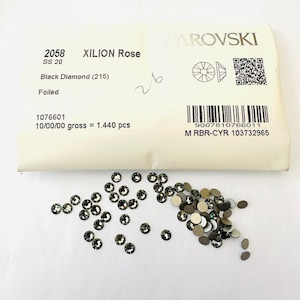 2058 XILION Rose
SWAROVSKI
SS 20
Black Diamond (215)
26
Foiled
1076601
10/00/00 gross = 1.440 pcs
9007810766011
M RBR-CYR 103732965